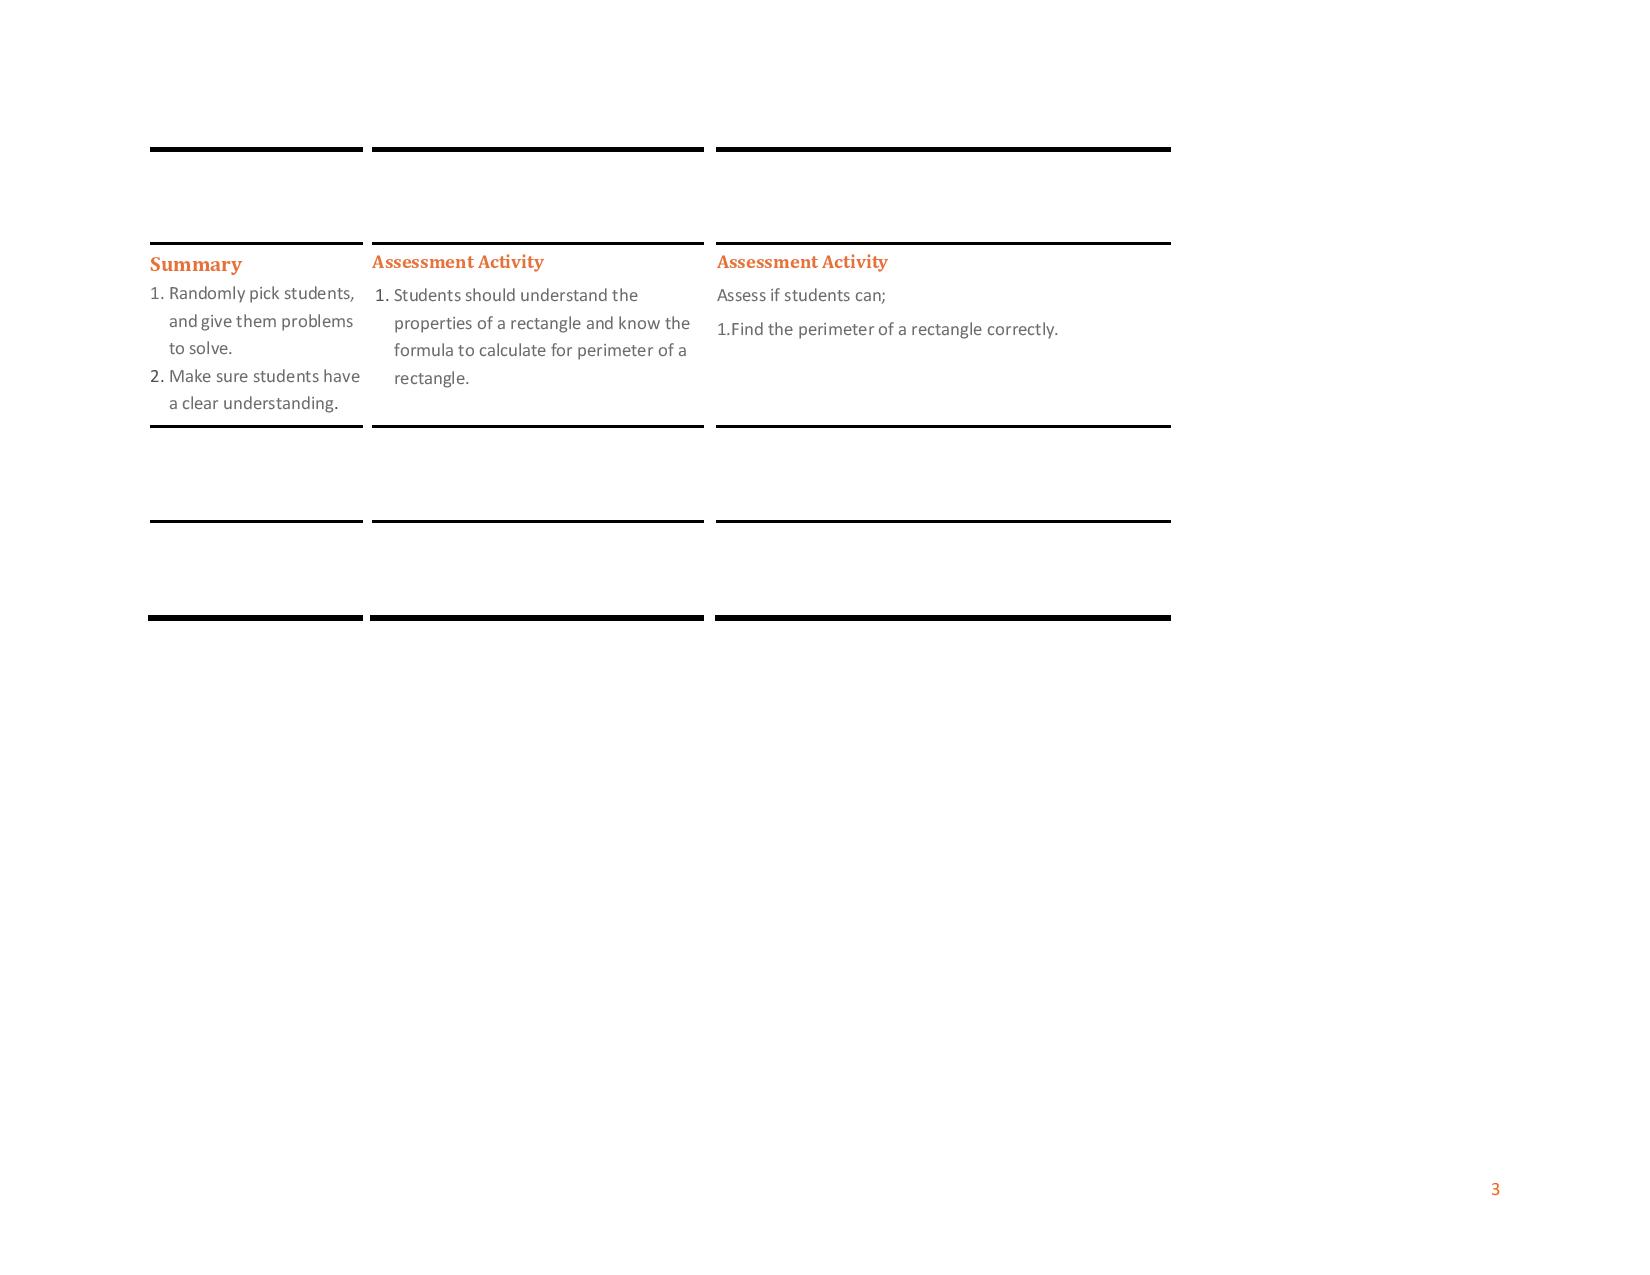 Summary
1. Randomly pick students,
and give them problems
to solve.
2. Make sure students have
a clear understanding.
Assessment Activity
1. Students should understand the
properties of a rectangle and know the
formula to calculate for perimeter of a
rectangle.
Assessment Activity
Assess if students can;
1.Find the perimeter of a rectangle correctly.
3